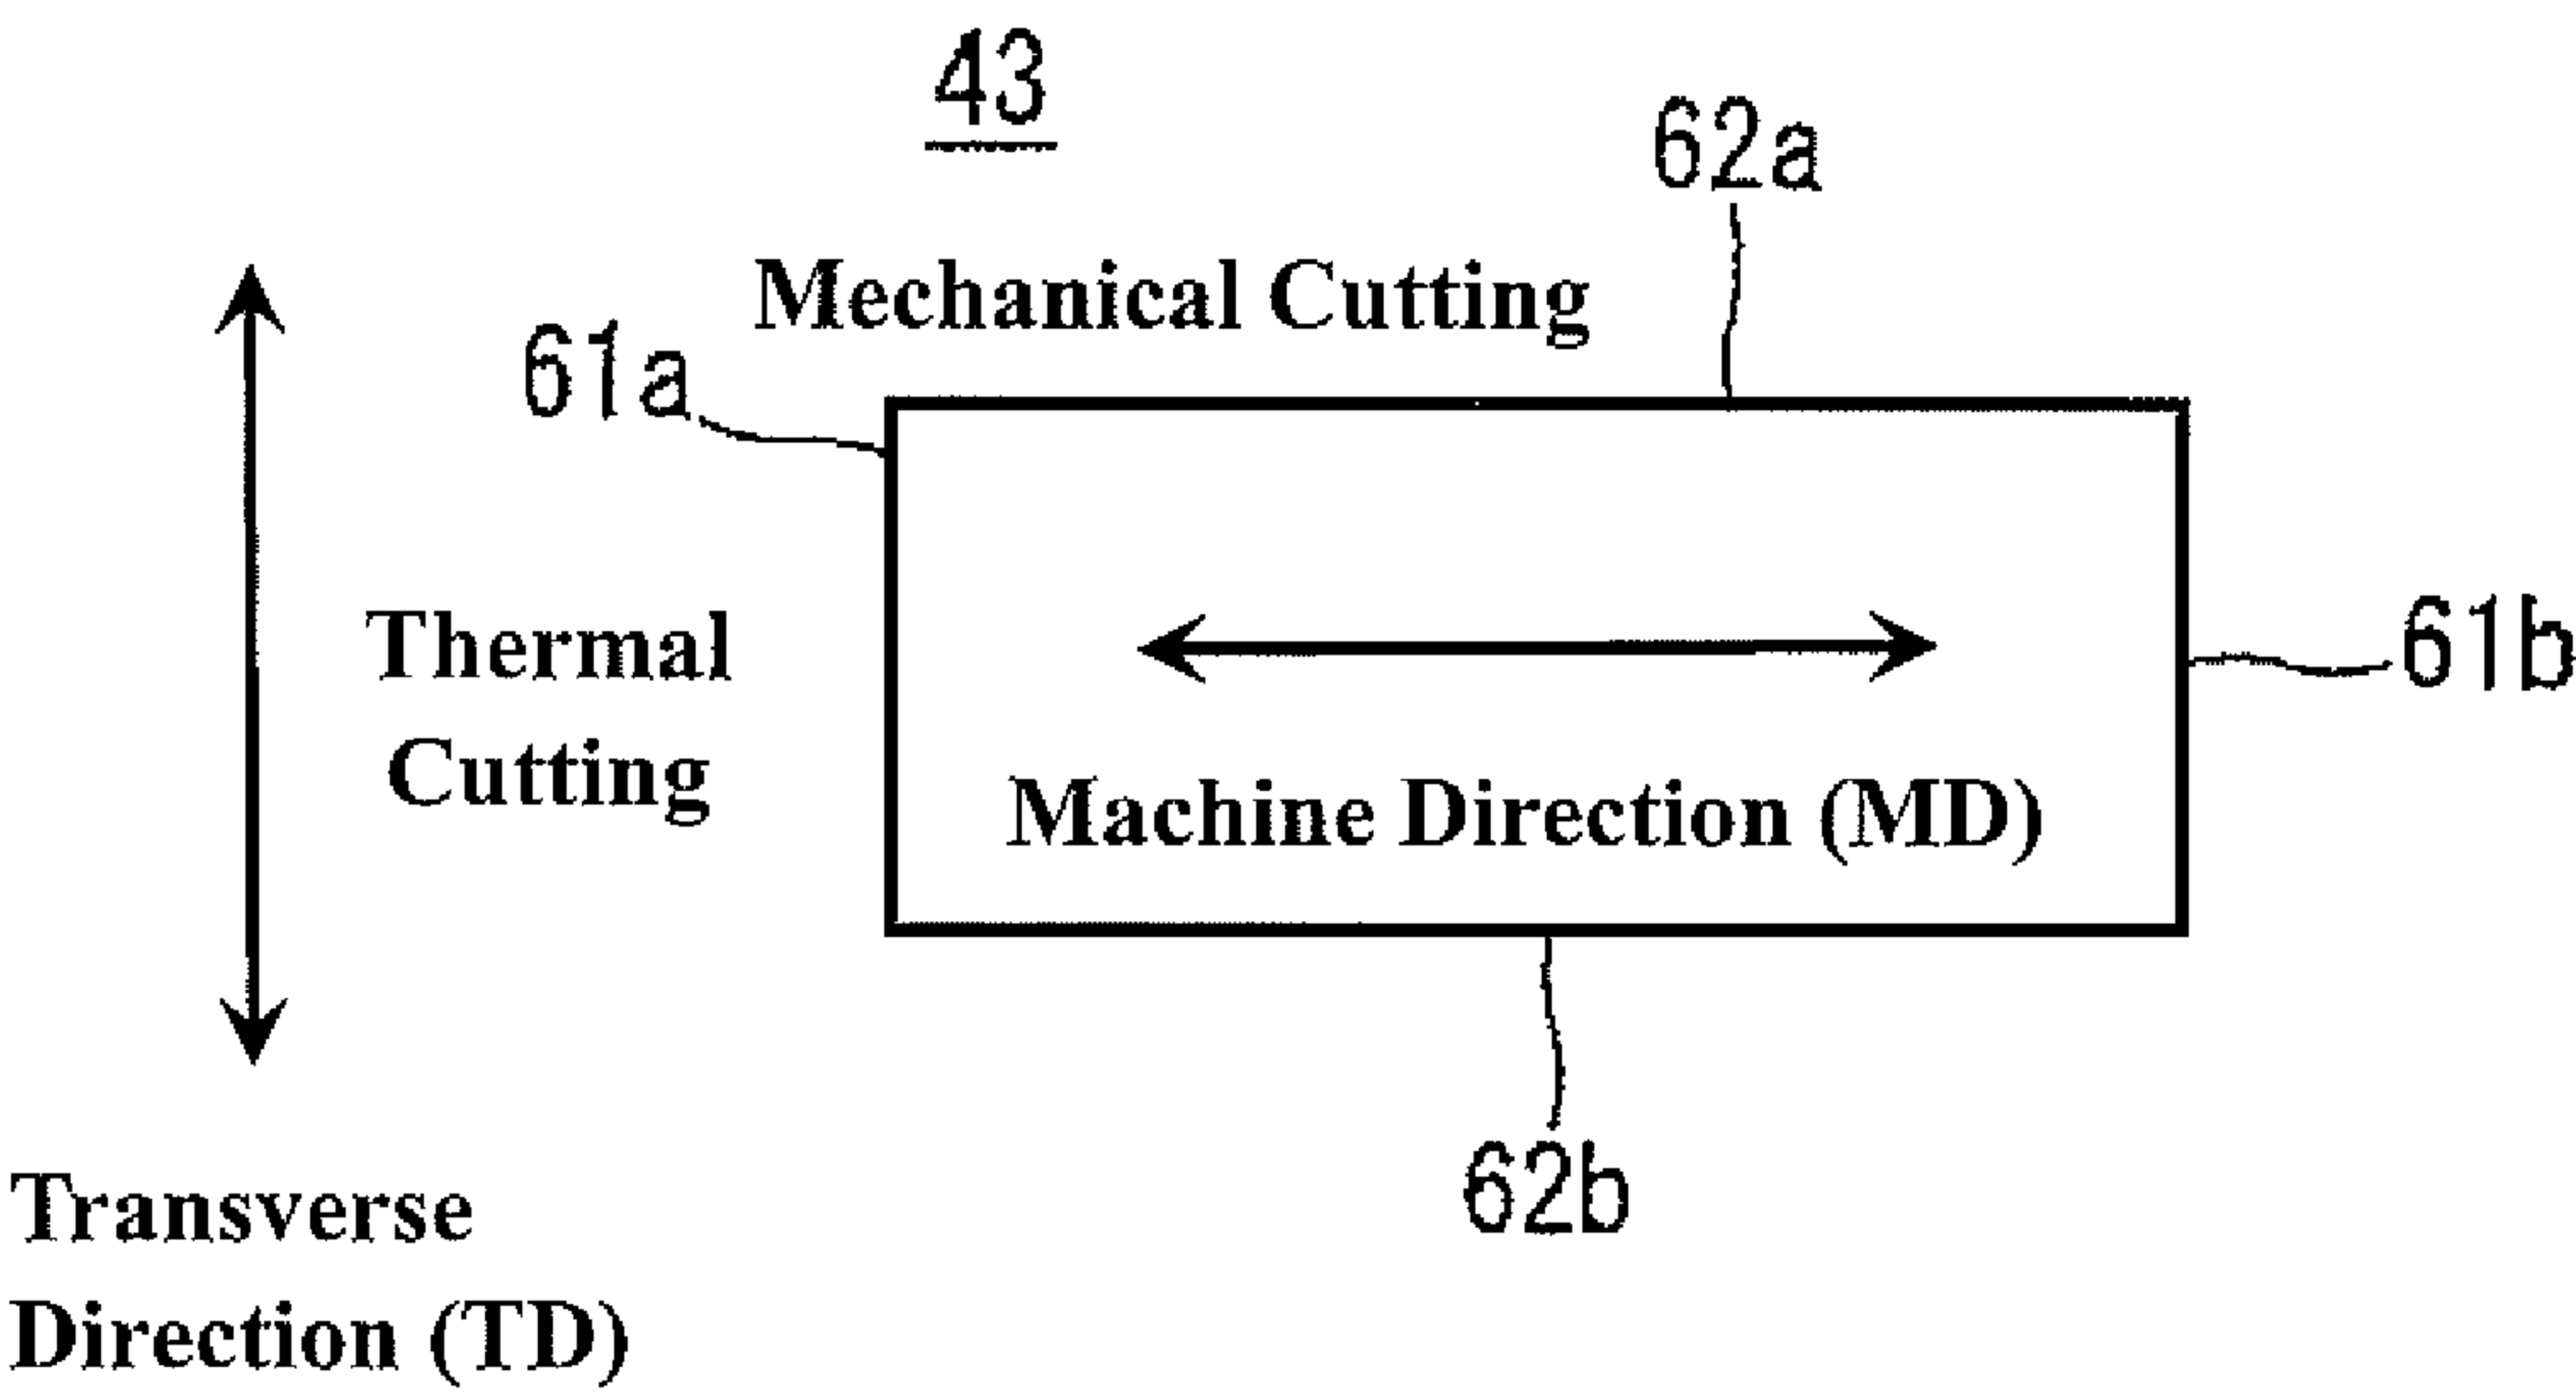 43
62a
Mechanical Cutting
61a
Thermal
Cutting
61b
Machine Direction (MD)
62b
Transverse
Direction (TD)